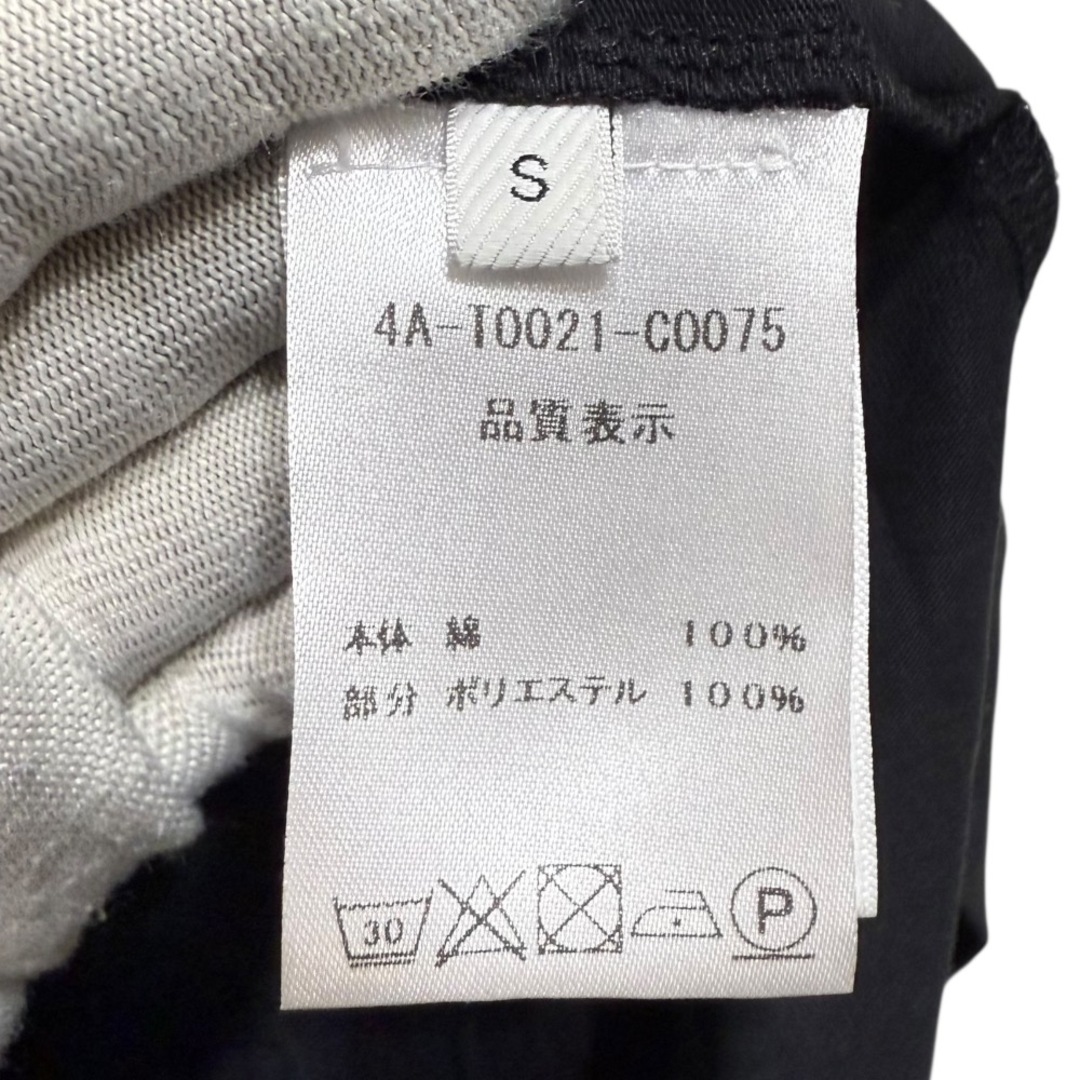 S
4A-T0021-C0075
品質表示
本体 綿 100%
部分 ポリエステル 100%
30
P